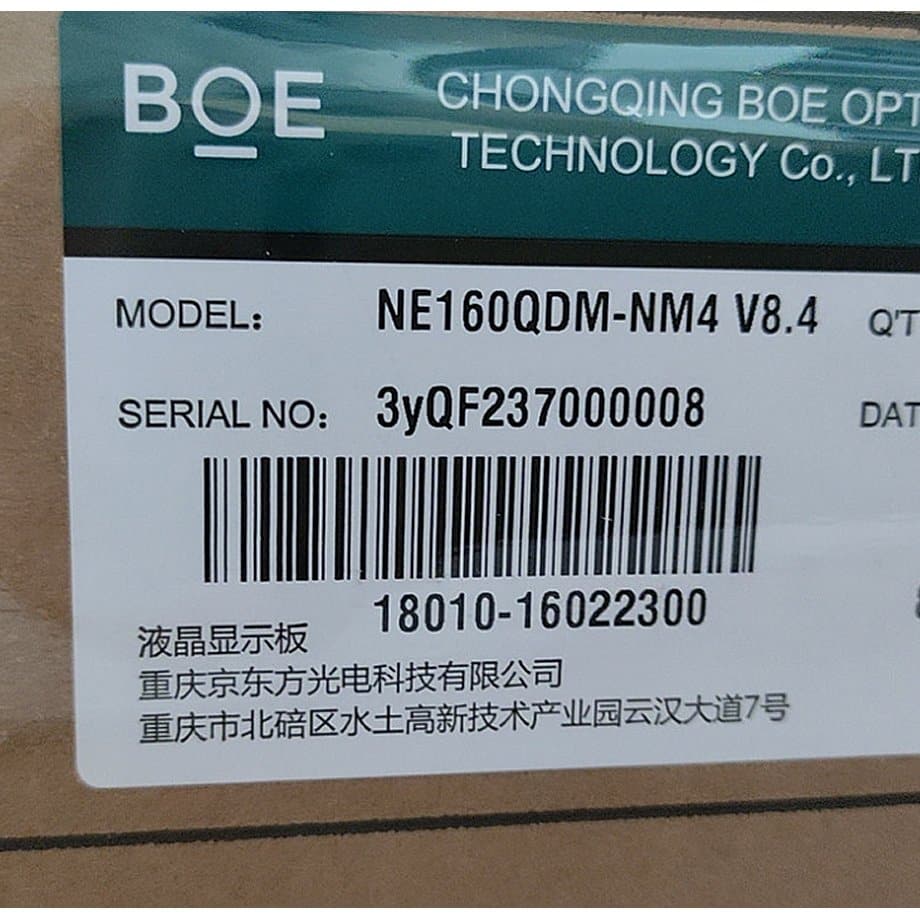 BOE
CHONGQING BOE OPT
TECHNOLOGY Co., LT
MODEL: NE160QDM-NM4 V8.4 Q'T
SERIAL NO: 3yQF237000008 DAT
18010-16022300
液晶显示板
重庆京东方光电科技有限公司
重庆市北碚区水土高新技术产业园云汉大道7号